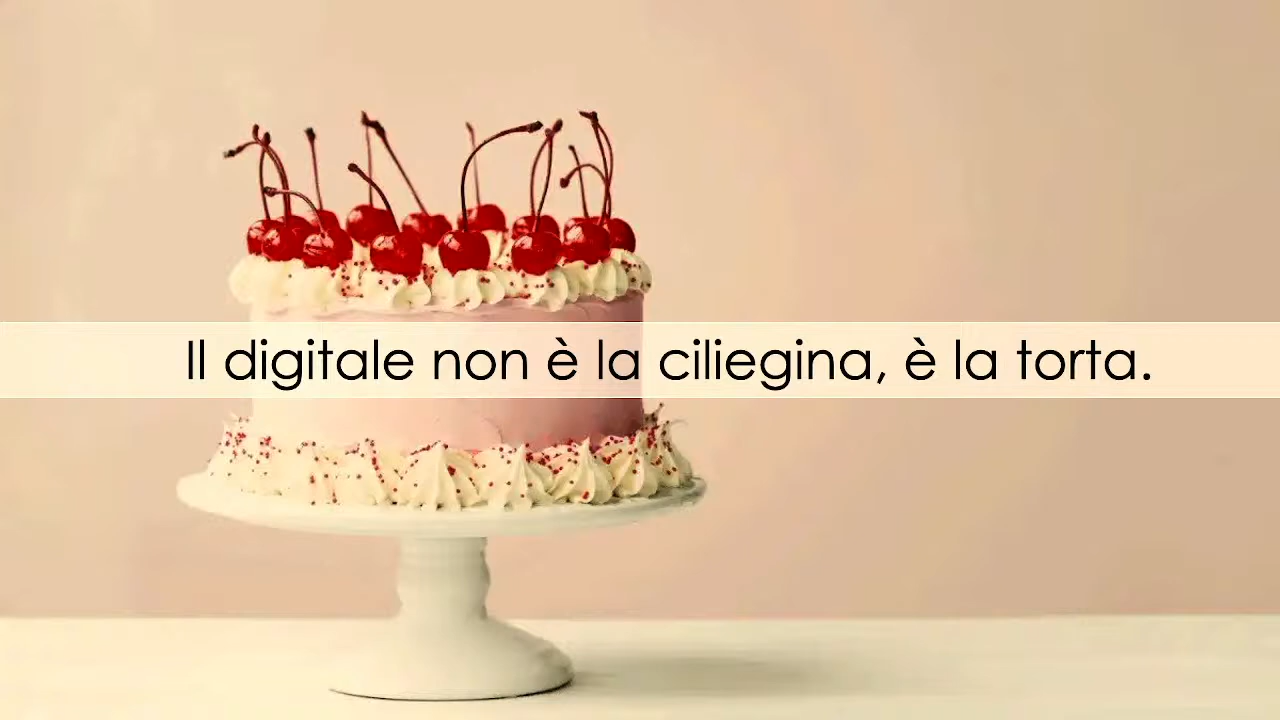 Il digitale non è la ciliegina, è la torta.